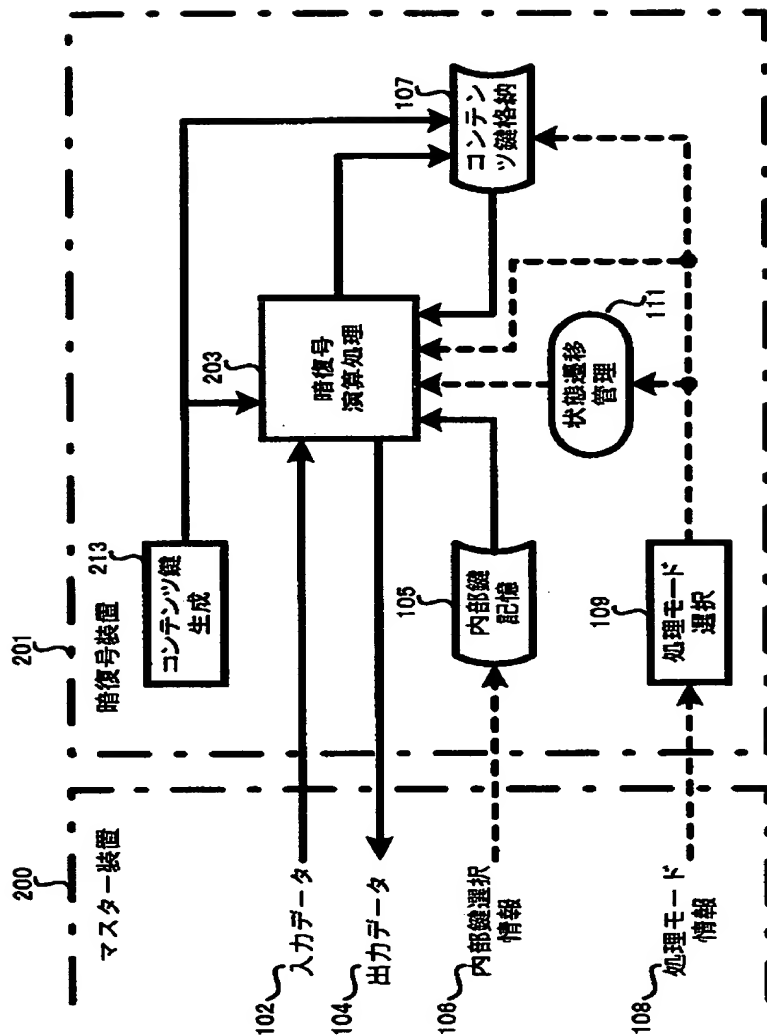 200
マスター装置
102
入力データ
104
出力データ
106
内部鍵選択
情報
108
処理モード
情報
201
暗復号装置
213
コンテンツ鍵
生成
203
暗復号
演算処理
107
コンテン
ツ鍵格納
105
内部鍵
記憶
111
状態遷移
管理
109
処理モード
選択